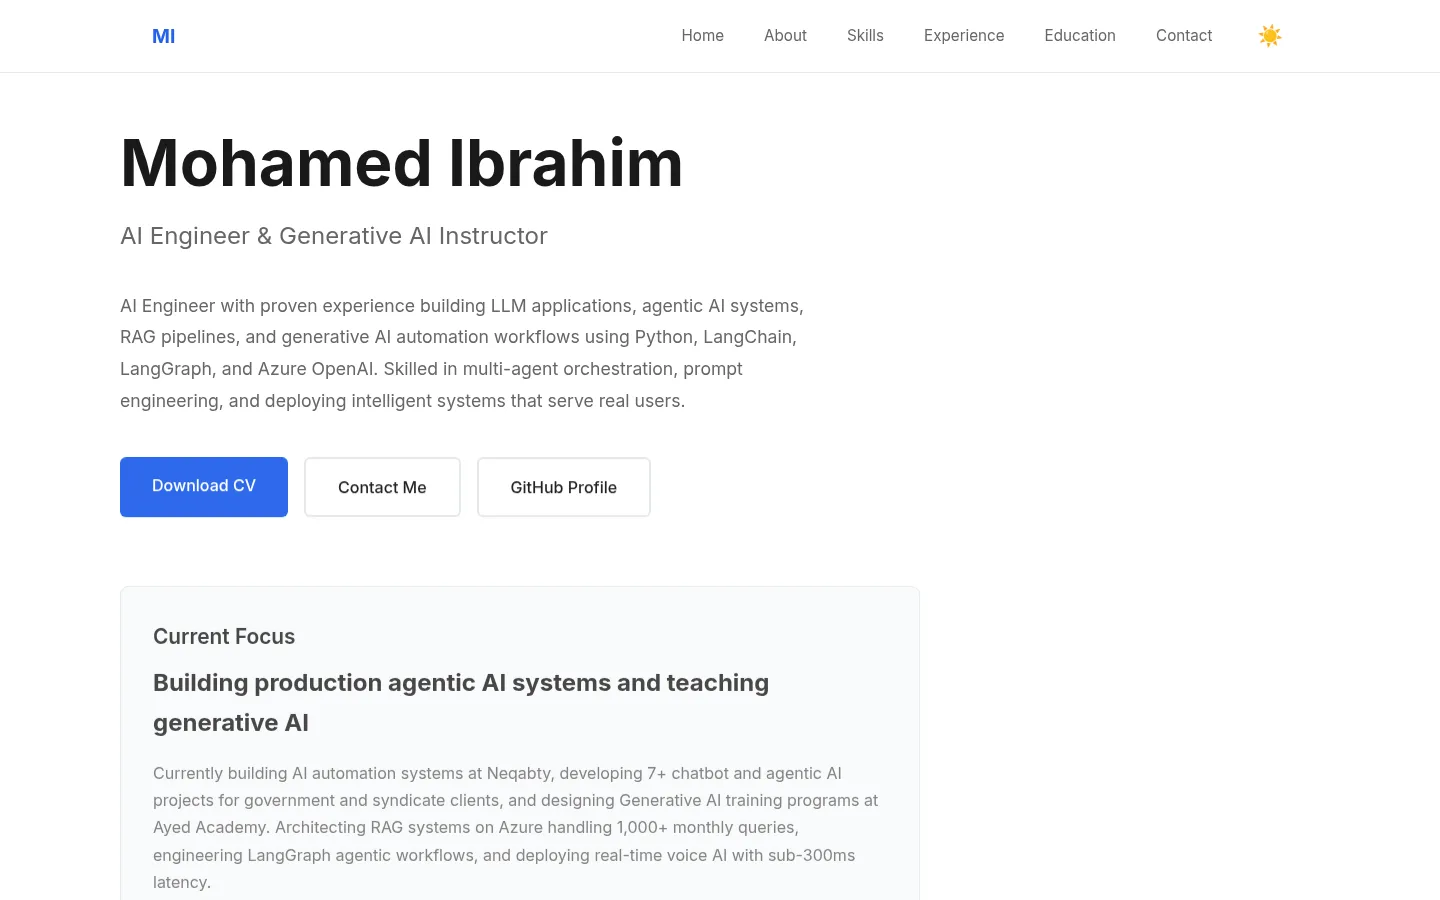 MI
Home
About
Skills
Experience
Education
Contact
Mohamed Ibrahim
AI Engineer & Generative AI Instructor
AI Engineer with proven experience building LLM applications, agentic AI systems,
RAG pipelines, and generative AI automation workflows using Python, LangChain,
LangGraph, and Azure OpenAI. Skilled in multi-agent orchestration, prompt
engineering, and deploying intelligent systems that serve real users.
Download CV
Contact Me
GitHub Profile
Current Focus
Building production agentic AI systems and teaching
generative AI
Currently building AI automation systems at Neqabty, developing 7+ chatbot and agentic AI
projects for government and syndicate clients, and designing Generative AI training programs at
Ayed Academy. Architecting RAG systems on Azure handling 1,000+ monthly queries,
engineering LangGraph agentic workflows, and deploying real-time voice AI with sub-300ms
latency.